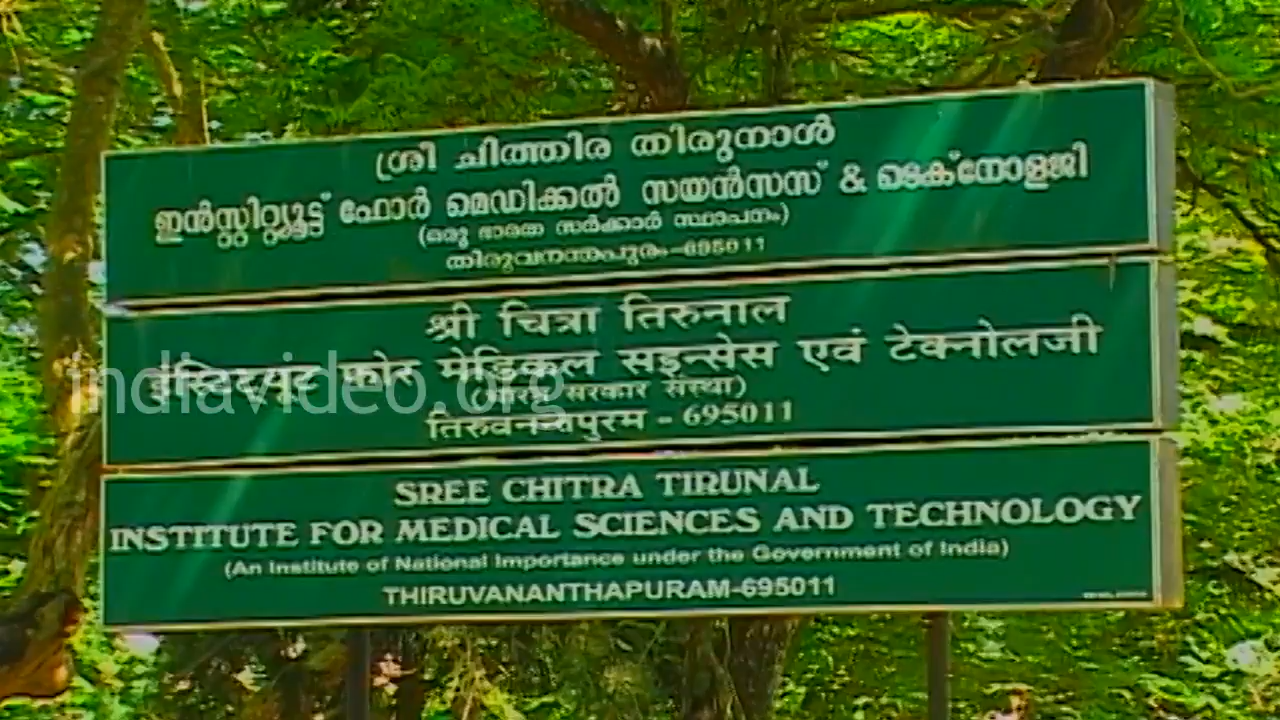 ശ്രീ ചിത്തിര തിരുനാൾ
ഇൻസ്റ്റിറ്റ്യൂട്ട് ഫോർ മെഡിക്കൽ സയൻസസ് & ടെക്നോളജി
(ഒരു ഭാരത സർക്കാർ സ്ഥാപനം)
തിരുവനന്തപുരം-695011
श्री चित्रा तिरुनाल
इंस्टिट्यूट फोर मेडिकल सइन्सेस एवं टेक्नोलजी
(भारत सरकार संस्था)
तिरुवनन्तपुरम - 695011
indiavideo.org
SREE CHITRA TIRUNAL
INSTITUTE FOR MEDICAL SCIENCES AND TECHNOLOGY
(An Institute of National Importance under the Government of India)
THIRUVANANTHAPURAM-695011